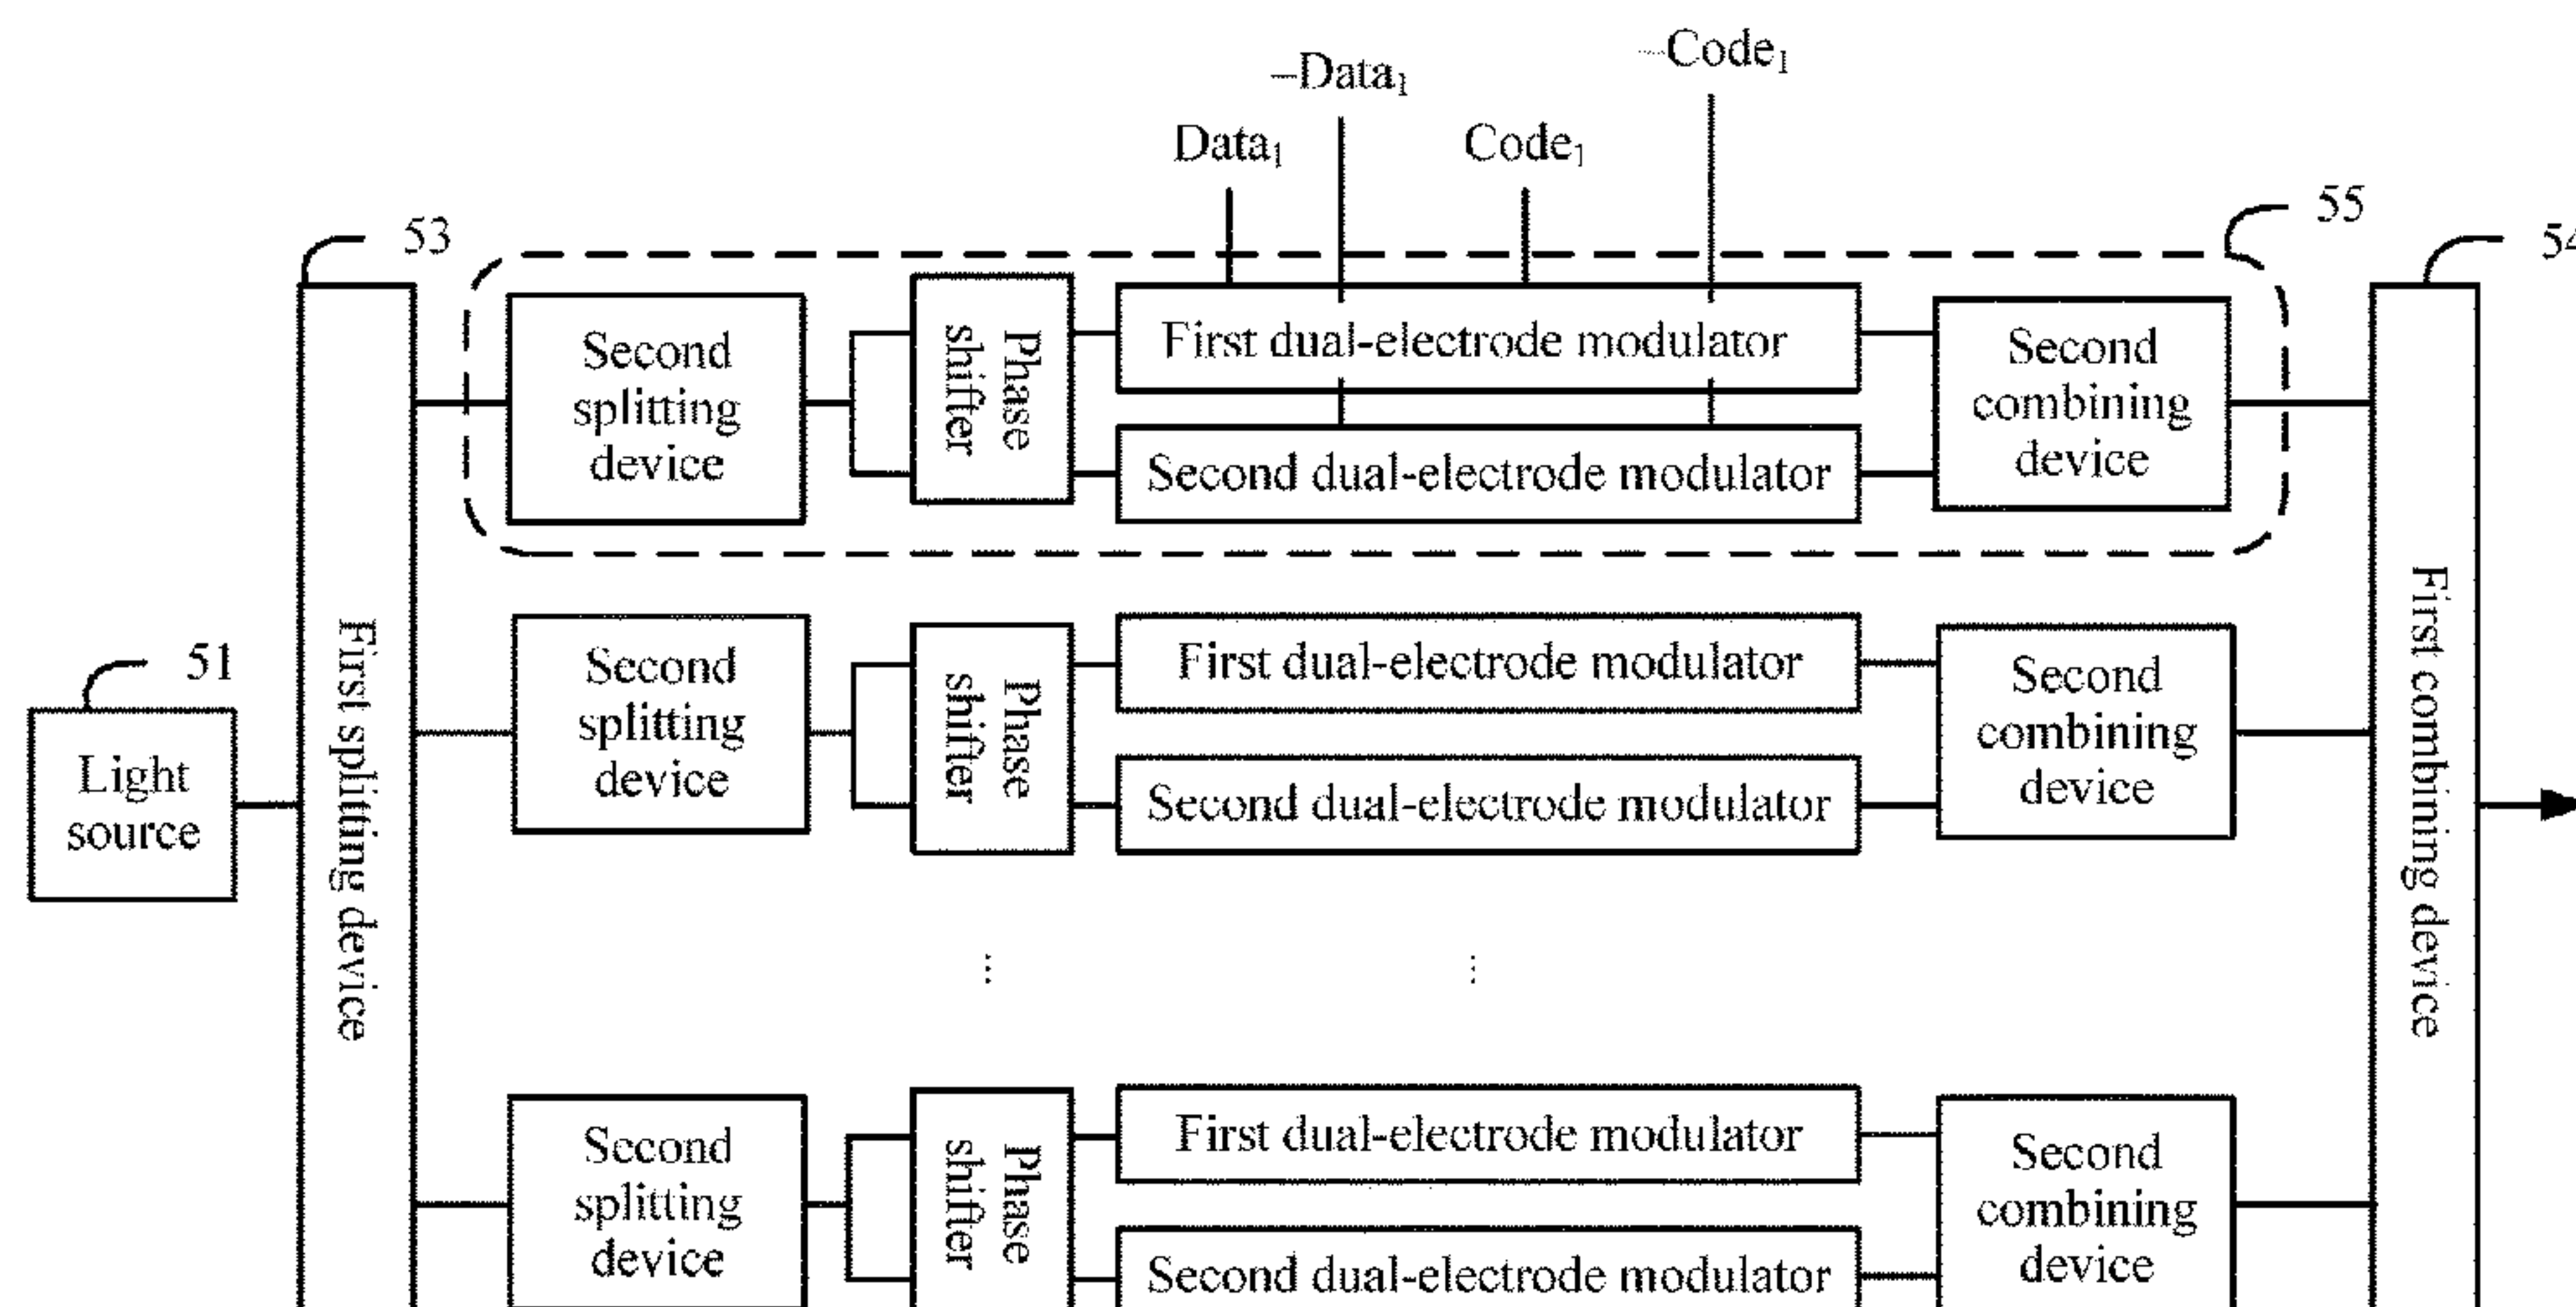 –Code₁
–Data₁
Data₁
Code₁
53
55
54
Second
splitting
device
Phase
shifter
First dual-electrode modulator
Second dual-electrode modulator
Second
combining
device
51
Light
source
First splitting device
Second
splitting
device
Phase
shifter
First dual-electrode modulator
Second dual-electrode modulator
Second
combining
device
First combining device
...
...
Second
splitting
device
Phase
shifter
First dual-electrode modulator
Second dual-electrode modulator
Second
combining
device